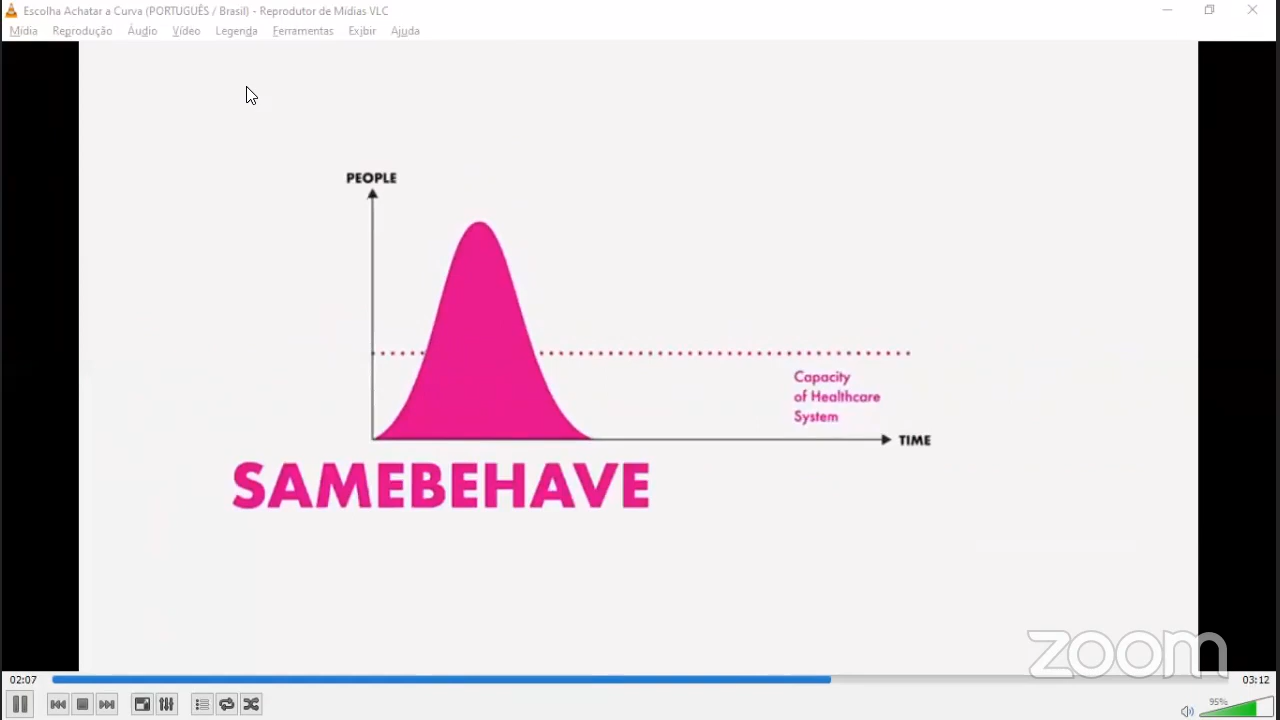 Escolha Achatar a Curva (PORTUGUÊS / Brasil) - Reprodutor de Mídias VLC
Mídia Reprodução Áudio Vídeo Legenda Ferramentas Exibir Ajuda
PEOPLE
Capacity
of Healthcare
System
TIME
SAMEBEHAVE
zoom
02:07
03:12
95%